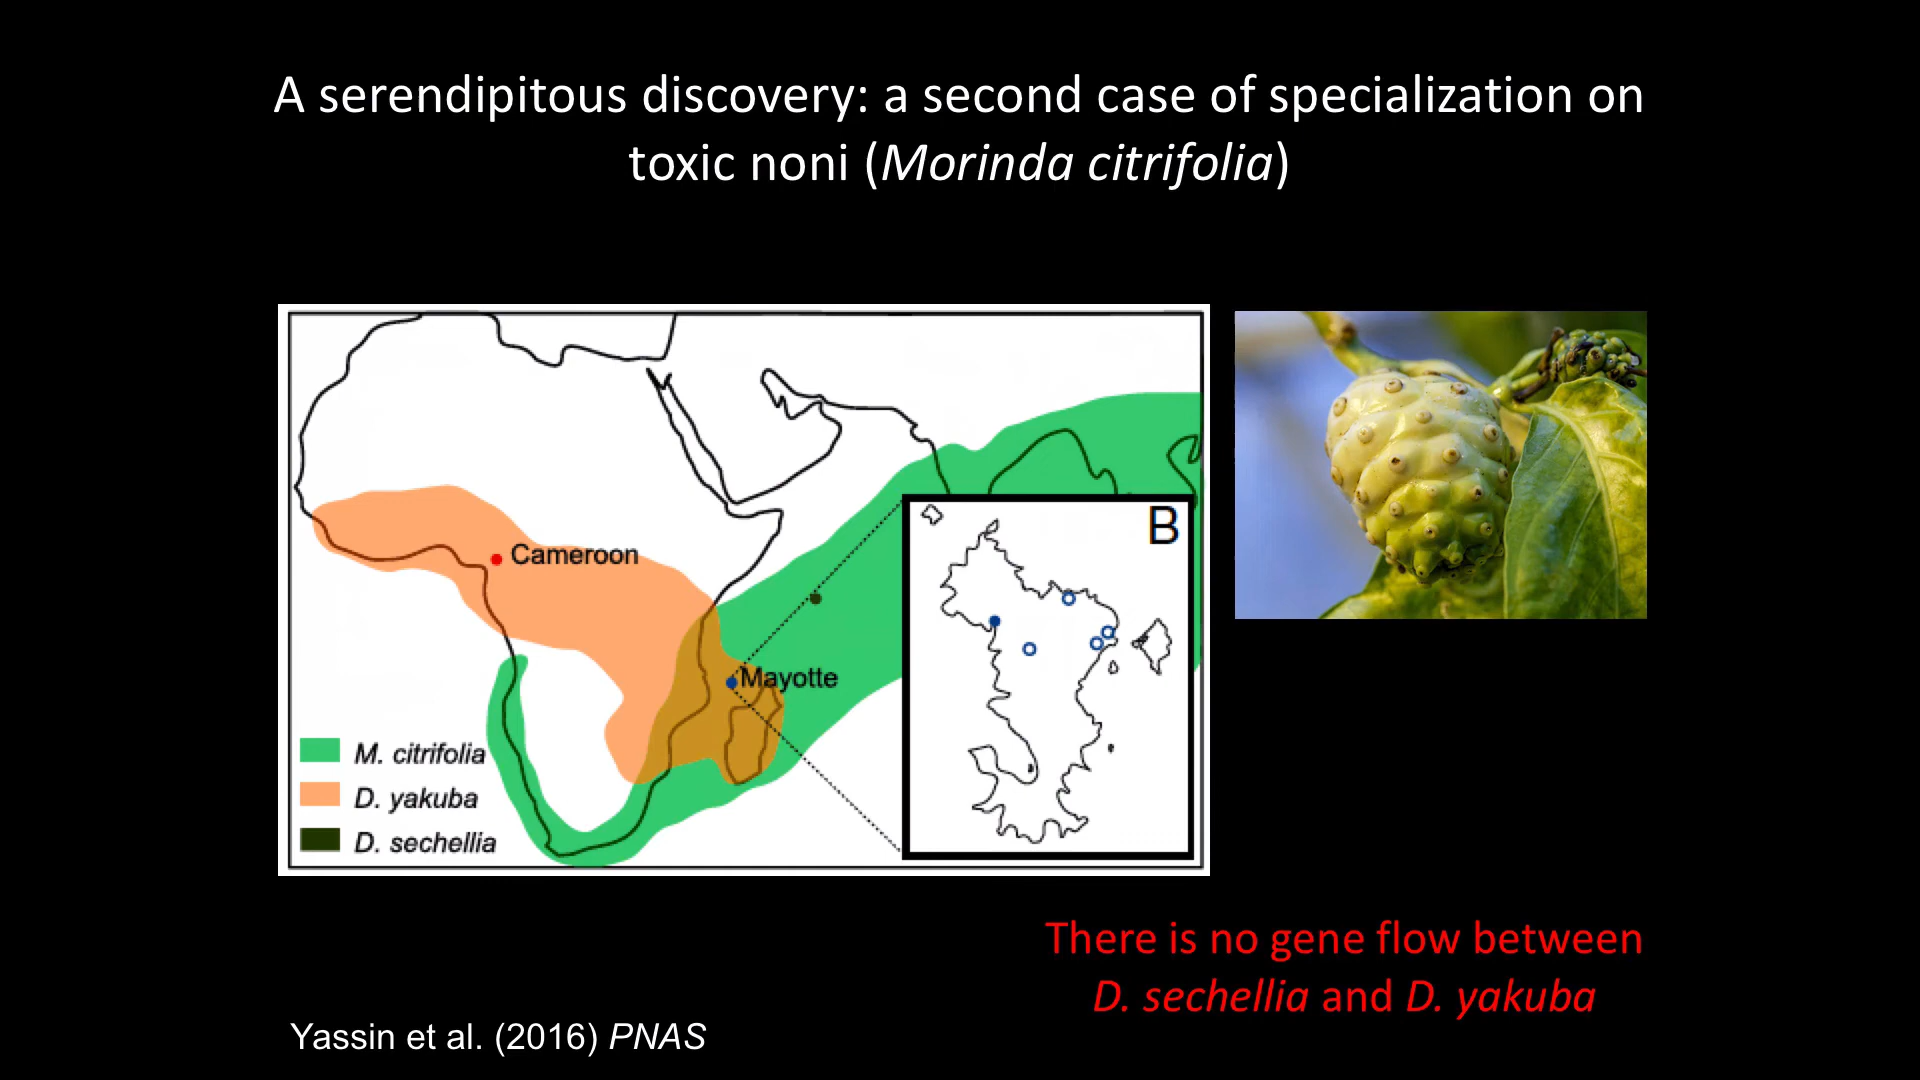 A serendipitous discovery: a second case of specialization on
toxic noni (Morinda citrifolia)
Cameroon
Mayotte
B
M. citrifolia
D. yakuba
D. sechellia
There is no gene flow between
D. sechellia and D. yakuba
Yassin et al. (2016) PNAS